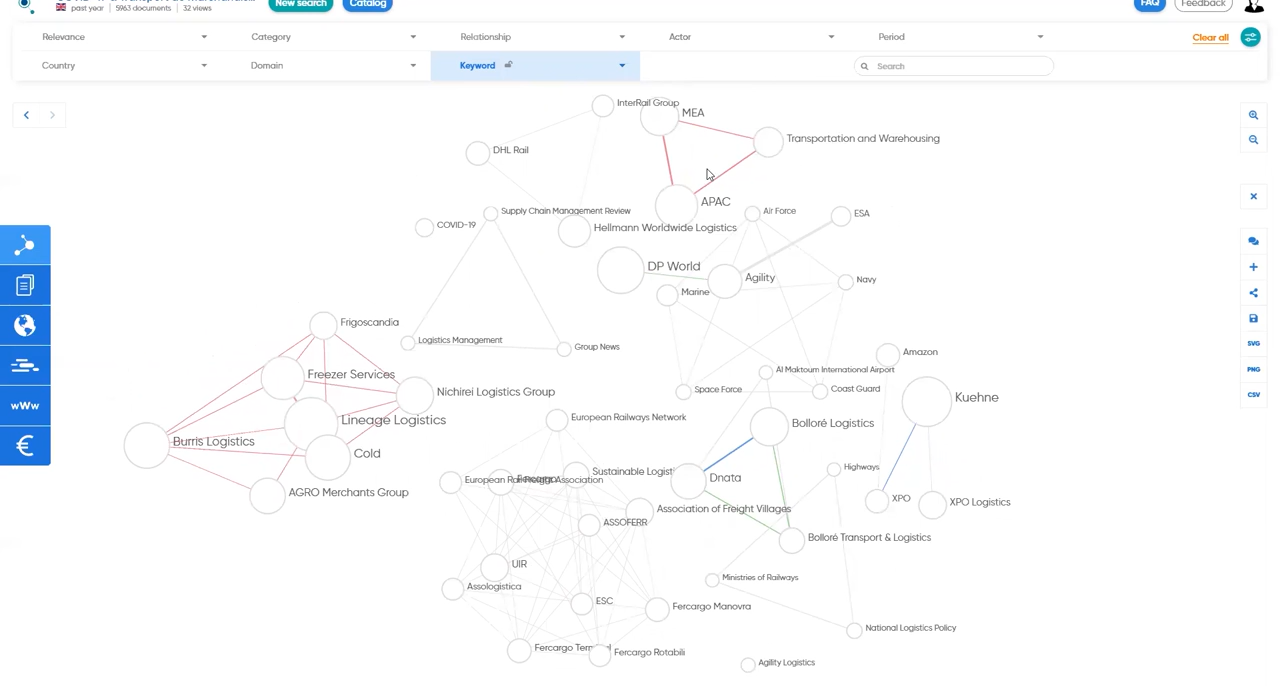 past year 5963 documents 32 views
New search
Catalog
FAQ
Feedback
Relevance
Category
Relationship
Actor
Period
Clear all
Country
Domain
Keyword
Search
InterRail Group
MEA
Transportation and Warehousing
DHL Rail
APAC
Supply Chain Management Review
Air Force
ESA
COVID-19
Hellmann Worldwide Logistics
DP World
Agility
Navy
Marine
Frigoscandia
Logistics Management
Group News
Amazon
Freezer Services
Al Maktoum International Airport
Nichirei Logistics Group
Space Force
Coast Guard
Kuehne
Lineage Logistics
European Railways Network
Bolloré Logistics
Burris Logistics
Cold
Highways
Sustainable
Dnata
European
Association
AGRO Merchants Group
XPO
XPO Logistics
Association of Freight Villages
ASSOFERR
Bolloré Transport & Logistics
UIR
Ministries of Railways
Assologistica
ESC
Fercargo Manovra
National Logistics Policy
Fercargo
Fercargo Rotabili
Agility Logistics
wWw
€
SVG
PNG
CSV